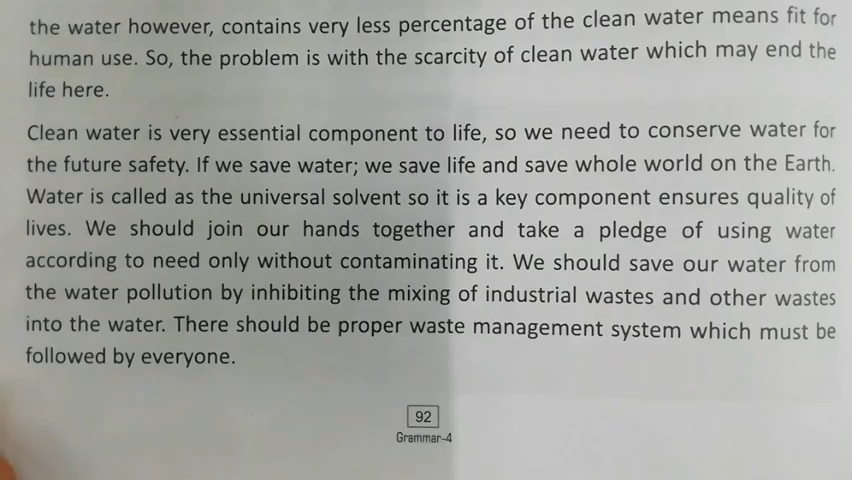 the water however, contains very less percentage of the clean water means fit for
human use. So, the problem is with the scarcity of clean water which may end the
life here.
Clean water is very essential component to life, so we need to conserve water for
the future safety. If we save water; we save life and save whole world on the Earth.
Water is called as the universal solvent so it is a key component ensures quality of
lives. We should join our hands together and take a pledge of using water
according to need only without contaminating it. We should save our water from
the water pollution by inhibiting the mixing of industrial wastes and other wastes
into the water. There should be proper waste management system which must be
followed by everyone.
92
Grammar-4